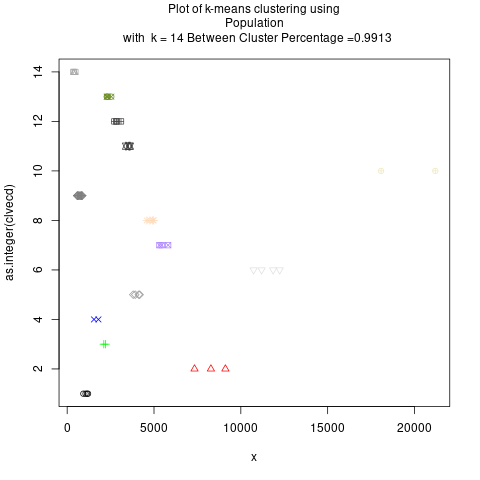 Plot of k-means clustering using
Population
with k = 14 Between Cluster Percentage =0.9913
as.integer(clvecd)
14
12
10
8
6
4
2
0 5000 10000 15000 20000
x